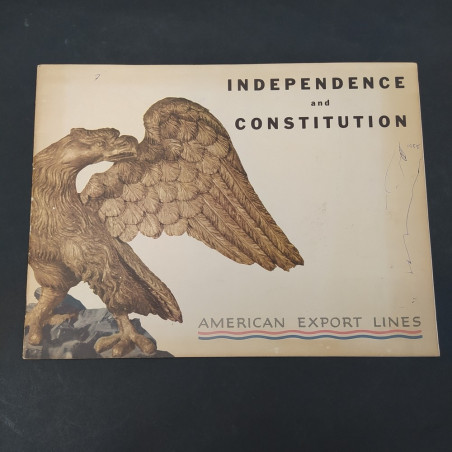 INDEPENDENCE
and
CONSTITUTION
AMERICAN EXPORT LINES